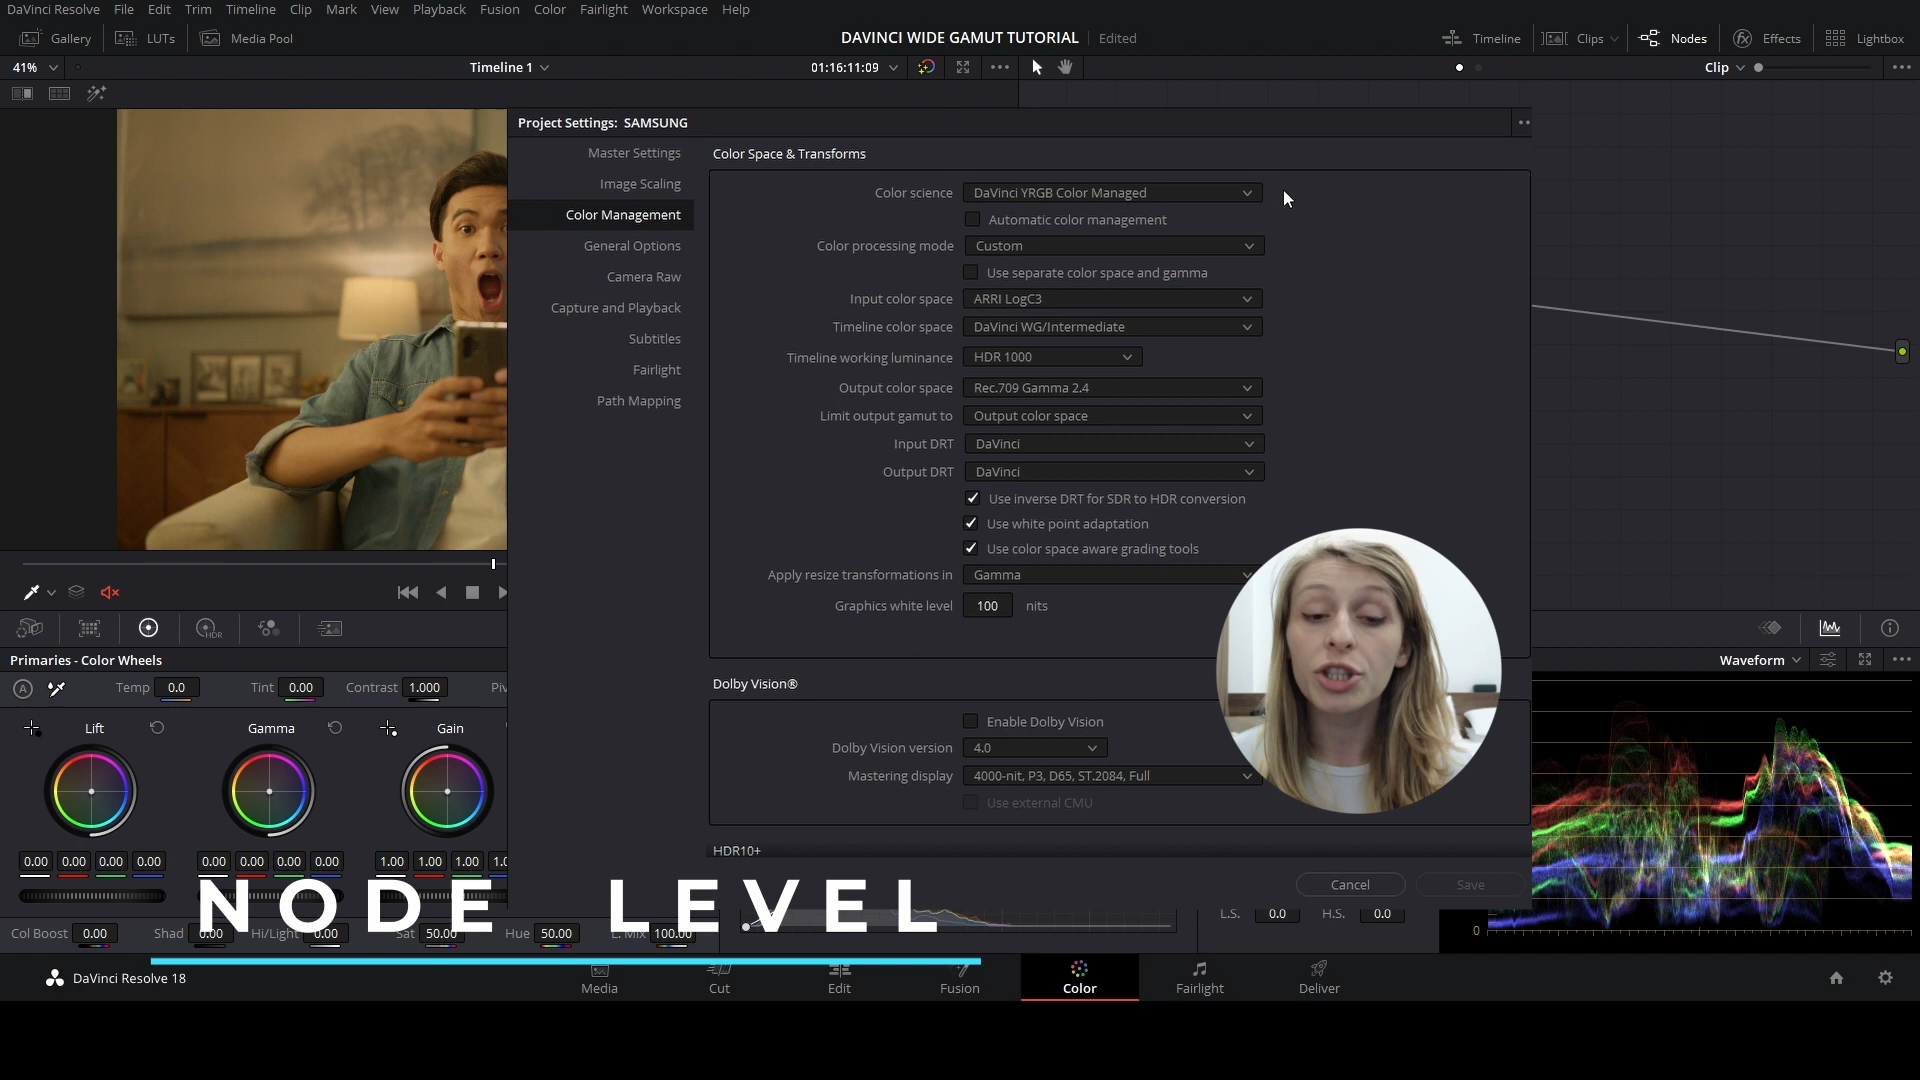 DaVinci Resolve File Edit Trim Timeline Clip Mark View Playback Fusion Color Fairlight Workspace Help
Gallery LUTs Media Pool DAVINCI WIDE GAMUT TUTORIAL Edited Timeline Clips Nodes Effects Lightbox
41% Timeline 1 01:16:11:09 Clip
Project Settings: SAMSUNG
Master Settings
Image Scaling
Color Management
General Options
Camera Raw
Capture and Playback
Subtitles
Fairlight
Path Mapping
Color Space & Transforms
Color science DaVinci YRGB Color Managed
Automatic color management
Color processing mode Custom
Use separate color space and gamma
Input color space ARRI LogC3
Timeline color space DaVinci WG/Intermediate
Timeline working luminance HDR 1000
Output color space Rec.709 Gamma 2.4
Limit output gamut to Output color space
Input DRT DaVinci
Output DRT DaVinci
Use inverse DRT for SDR to HDR conversion
Use white point adaptation
Use color space aware grading tools
Apply resize transformations in Gamma
Graphics white level 100 nits
Dolby Vision®
Enable Dolby Vision
Dolby Vision version 4.0
Mastering display 4000-nit, P3, D65, ST.2084, Full
Use external CMU
HDR10+
Cancel Save
HDR
Primaries - Color Wheels
A Temp 0.0 Tint 0.00 Contrast 1.000
Lift Gamma Gain
0.00 0.00 0.00 0.00 0.00 0.00 0.00 0.00 1.00 1.00 1.00
Waveform
NODE LEVEL
Col Boost 0.00 Shad 0.00 Hi/Light 0.00 Sat 50.00 Hue 50.00 L. Mix 100.00
L.S. 0.0 H.S. 0.0
0
DaVinci Resolve 18 Media Cut Edit Fusion Color Fairlight Deliver